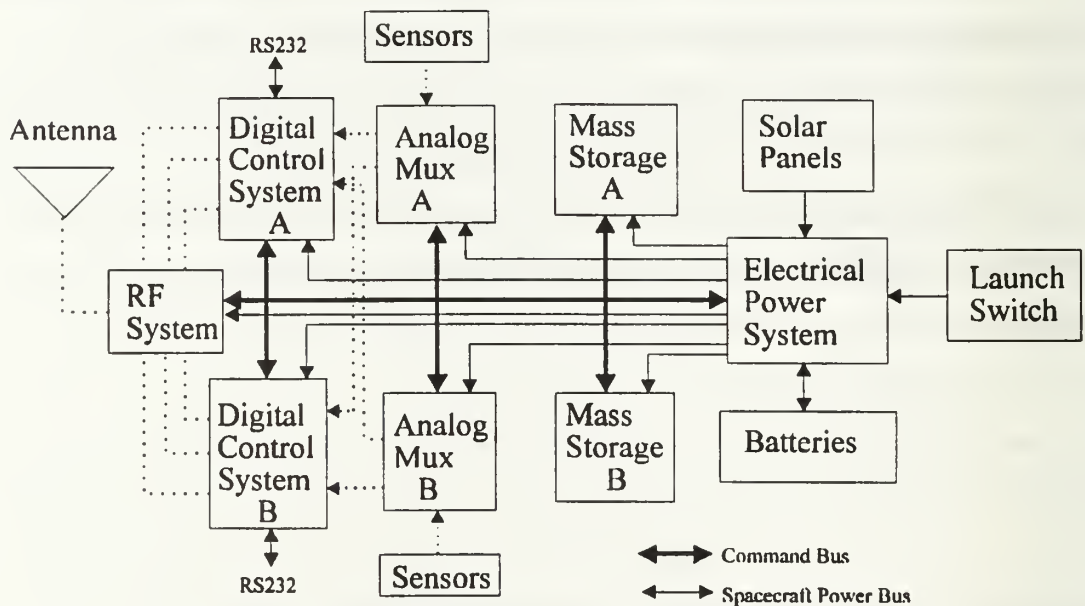 RS232
Sensors
Antenna
Digital
Control
System
A
Analog
Mux
A
Mass
Storage
A
Solar
Panels
RF
System
Electrical
Power
System
Launch
Switch
Digital
Control
System
B
Analog
Mux
B
Mass
Storage
B
Batteries
RS232
Sensors
Command Bus
Spacecraft Power Bus